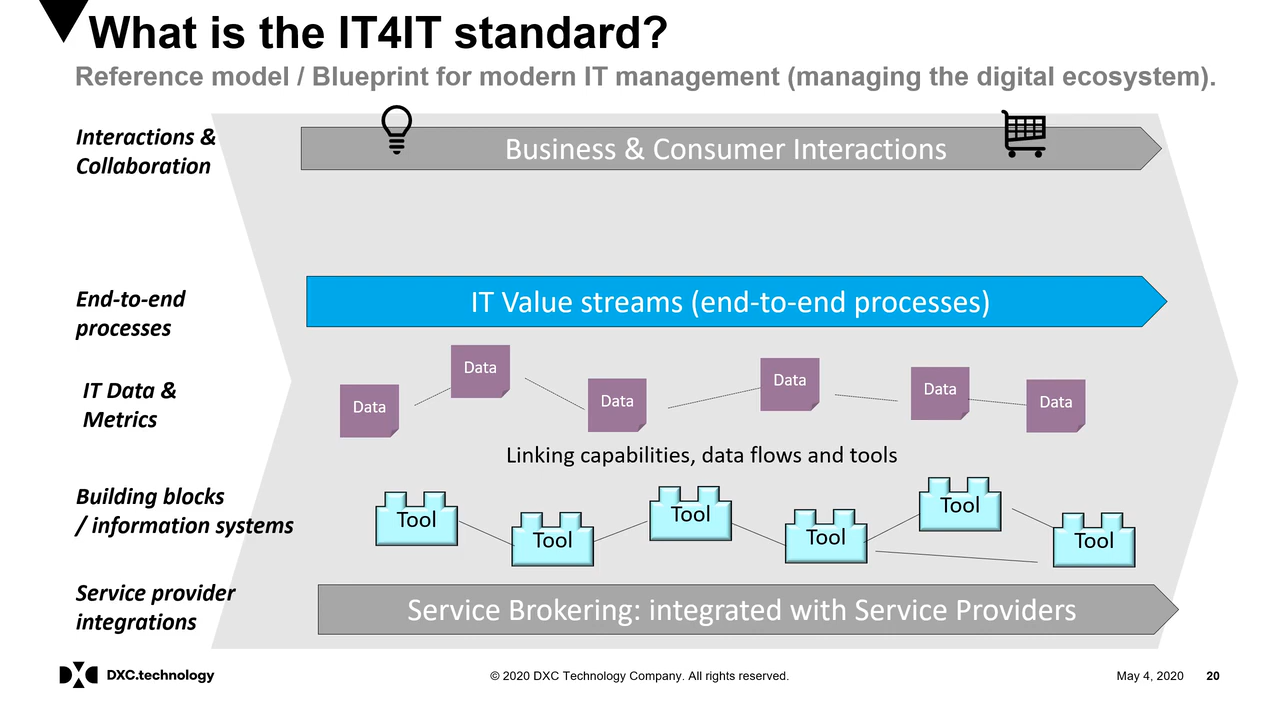 What is the IT4IT standard?
Reference model / Blueprint for modern IT management (managing the digital ecosystem).
Interactions &
Collaboration
Business & Consumer Interactions
End-to-end
processes
IT Value streams (end-to-end processes)
IT Data &
Metrics
Data
Data
Data
Data
Data
Data
Linking capabilities, data flows and tools
Building blocks
/ information systems
Tool
Tool
Tool
Tool
Tool
Tool
Service provider
integrations
Service Brokering: integrated with Service Providers
DXC.technology
© 2020 DXC Technology Company. All rights reserved.
May 4, 2020
20